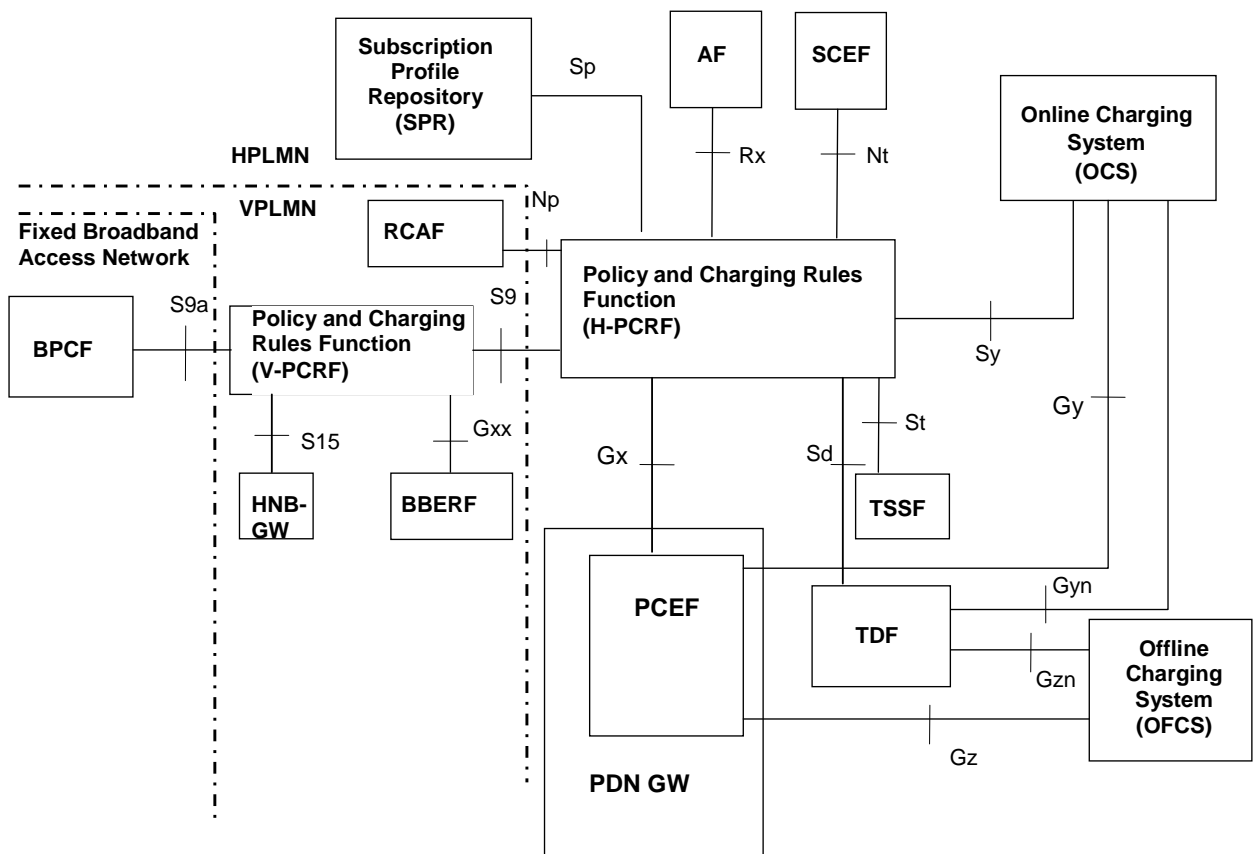 Subscription
Profile
Repository
(SPR)
Sp
AF
SCEF
Online Charging
System
(OCS)
HPLMN
Rx
Nt
VPLMN
Np
Fixed Broadband
Access Network
RCAF
Policy and Charging Rules
Function
(H-PCRF)
S9a
S9
Policy and Charging
Rules Function
(V-PCRF)
BPCF
Sy
Gy
S15
Gxx
Gx
Sd
St
HNB-
GW
BBERF
TSSF
PCEF
TDF
Gyn
Gzn
Offline
Charging
System
(OFCS)
Gz
PDN GW